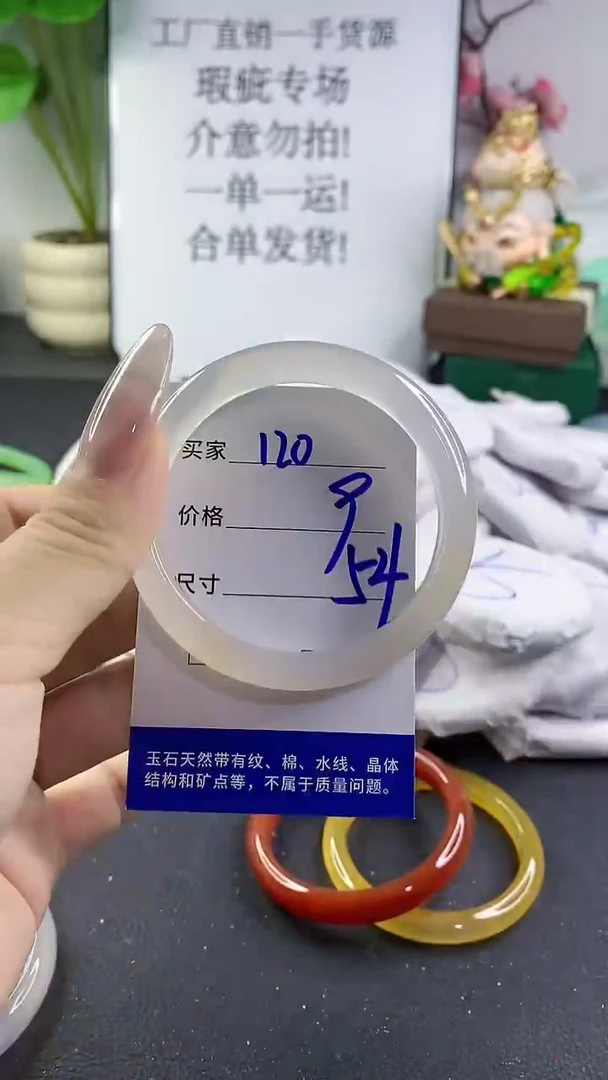 工厂直销一手货源
瑕疵专场
介意勿拍!
一单一运!
合单发货!
买家 120
价格 9
尺寸 54
玉石天然带有纹、棉、水线、晶体
结构和矿点等，不属于质量问题。